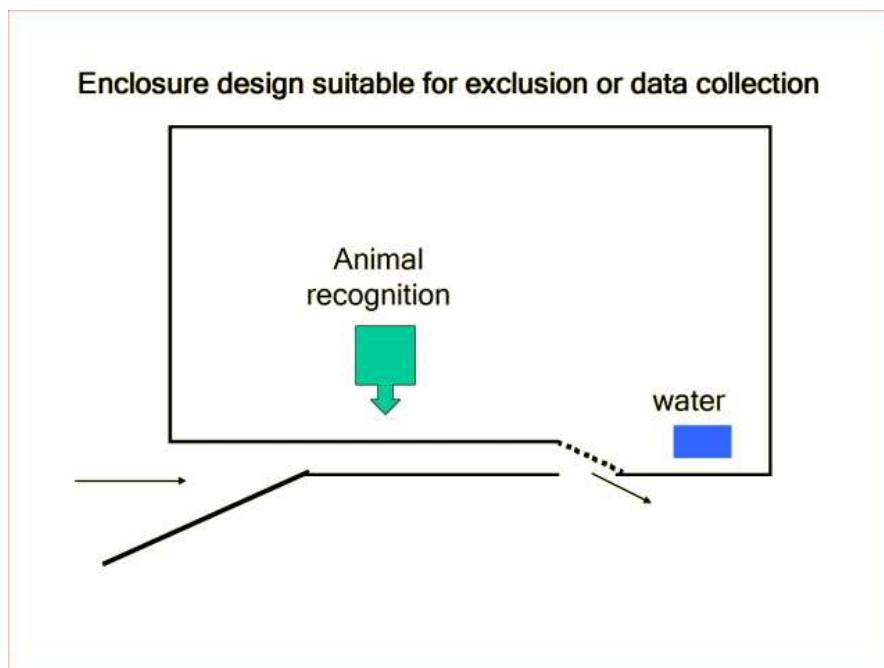 Enclosure design suitable for exclusion or data collection
Animal
recognition
water